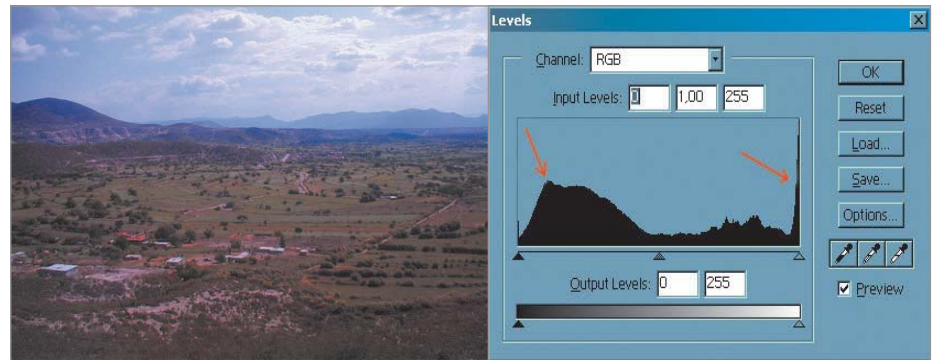 Levels
Channel: RGB
Input Levels: 0 1,00 255
Output Levels: 0 255
OK
Reset
Load...
Save...
Options...
Preview